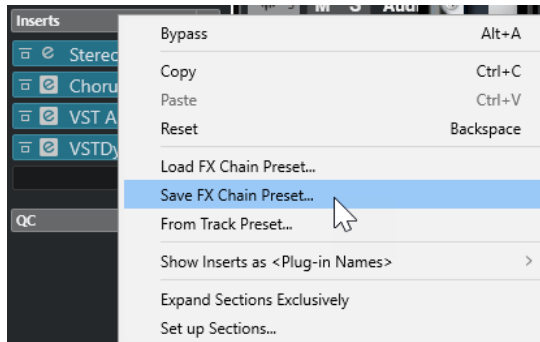 Inserts
M S
Bypass Alt+A
Copy Ctrl+C
Paste Ctrl+V
Reset Backspace
Load FX Chain Preset...
Save FX Chain Preset...
From Track Preset...
Show Inserts as <Plug-in Names>
Expand Sections Exclusively
Set up Sections...
e Stereo
e Choru
e VST A
e VSTDy
QC